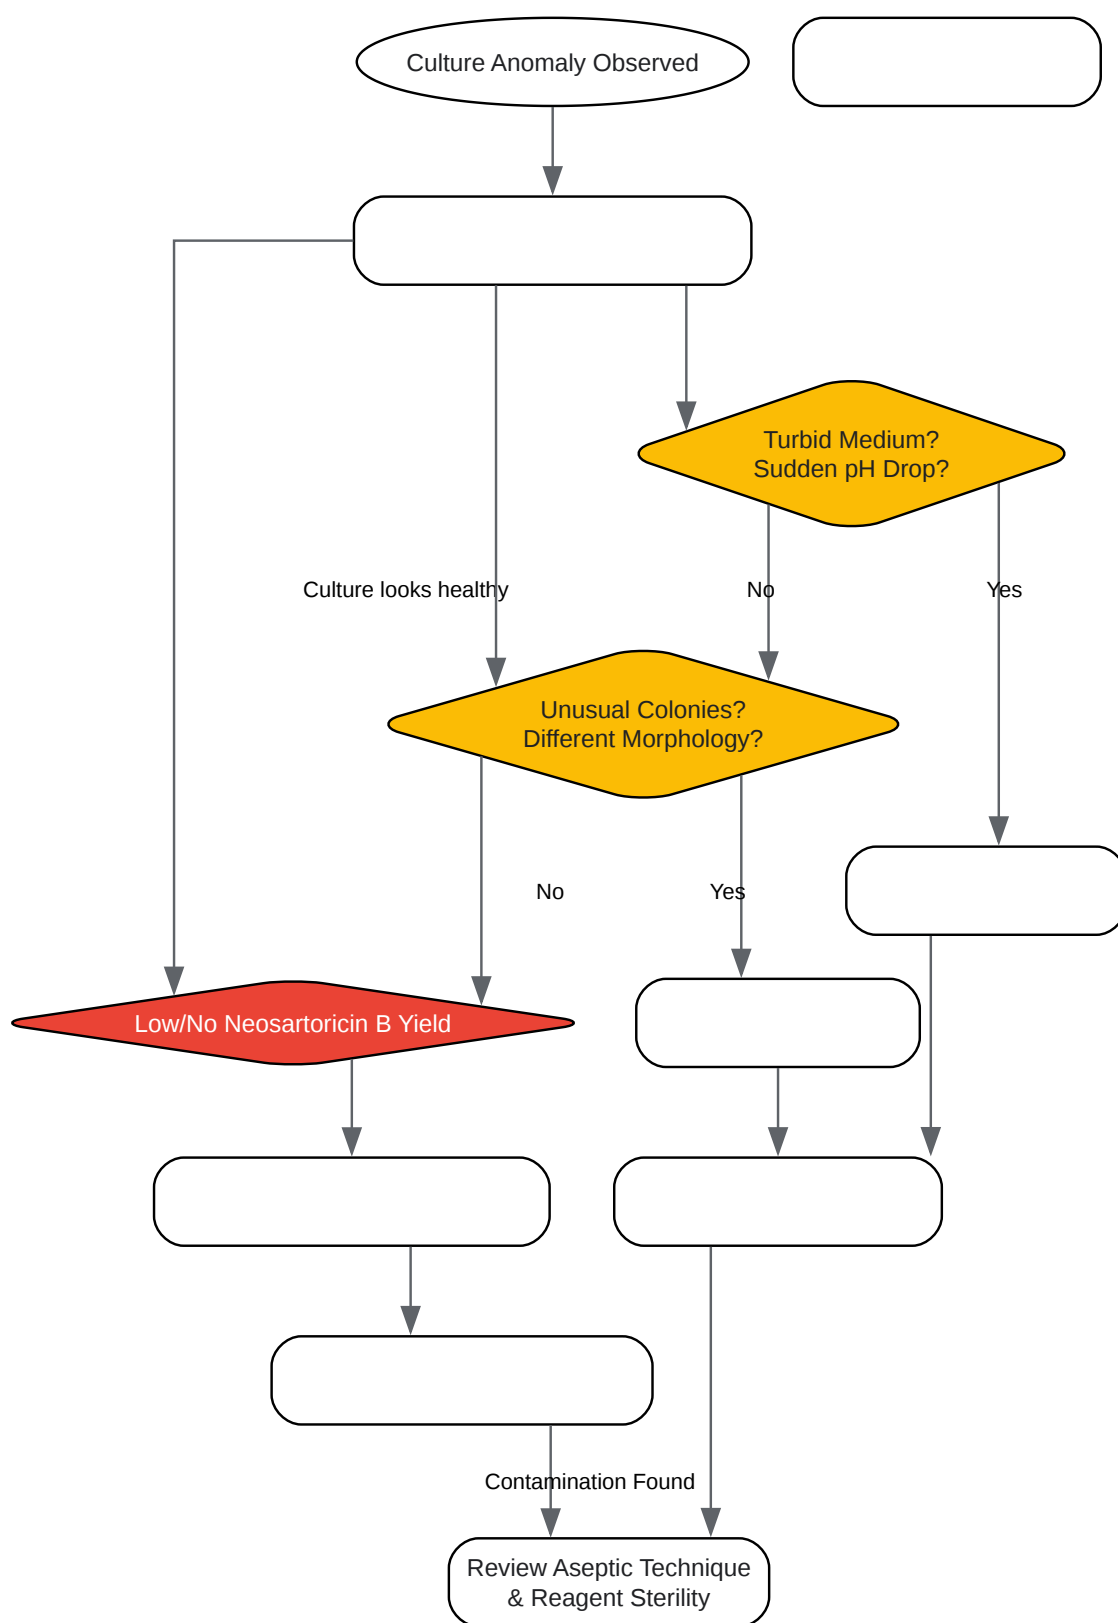 Culture Anomaly Observed
Turbid Medium?
Sudden pH Drop?
Culture looks healthy
No
Yes
Unusual Colonies?
Different Morphology?
No
Yes
Low/No Neosartoricin B Yield
Contamination Found
Review Aseptic Technique
& Reagent Sterility